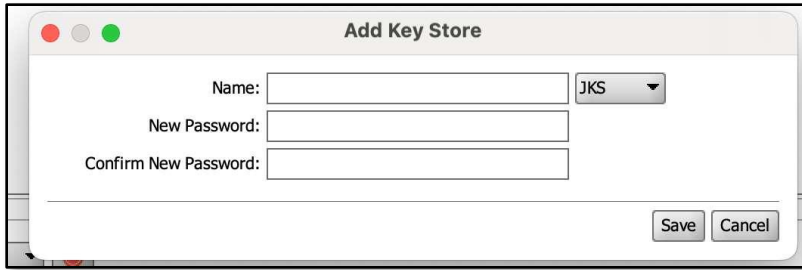 Add Key Store
Name: JKS
New Password:
Confirm New Password:
Save Cancel